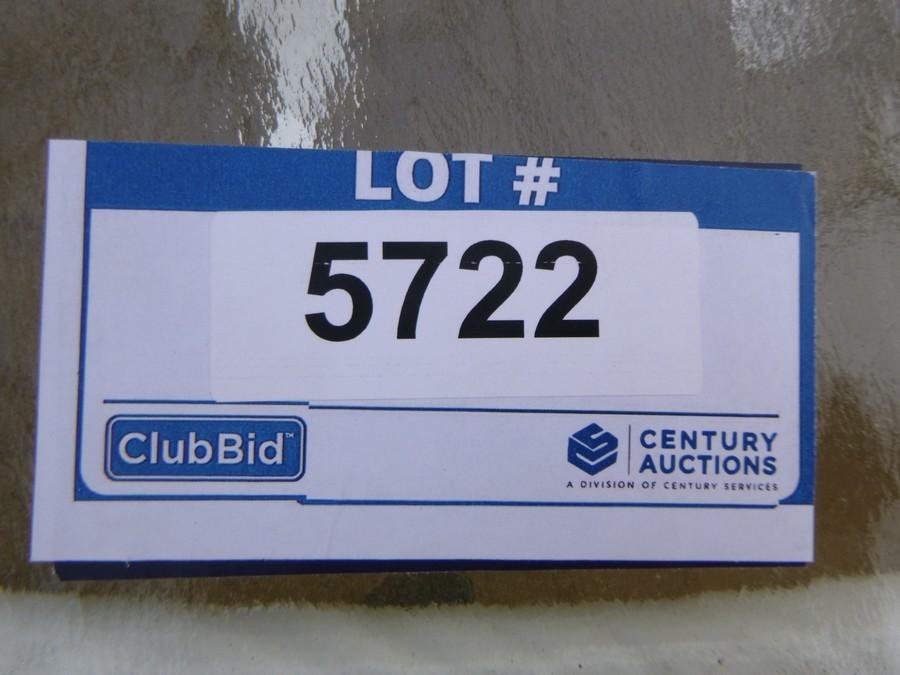 LOT #
5722
ClubBid™
CENTURY
AUCTIONS
A DIVISION OF CENTURY SERVICES